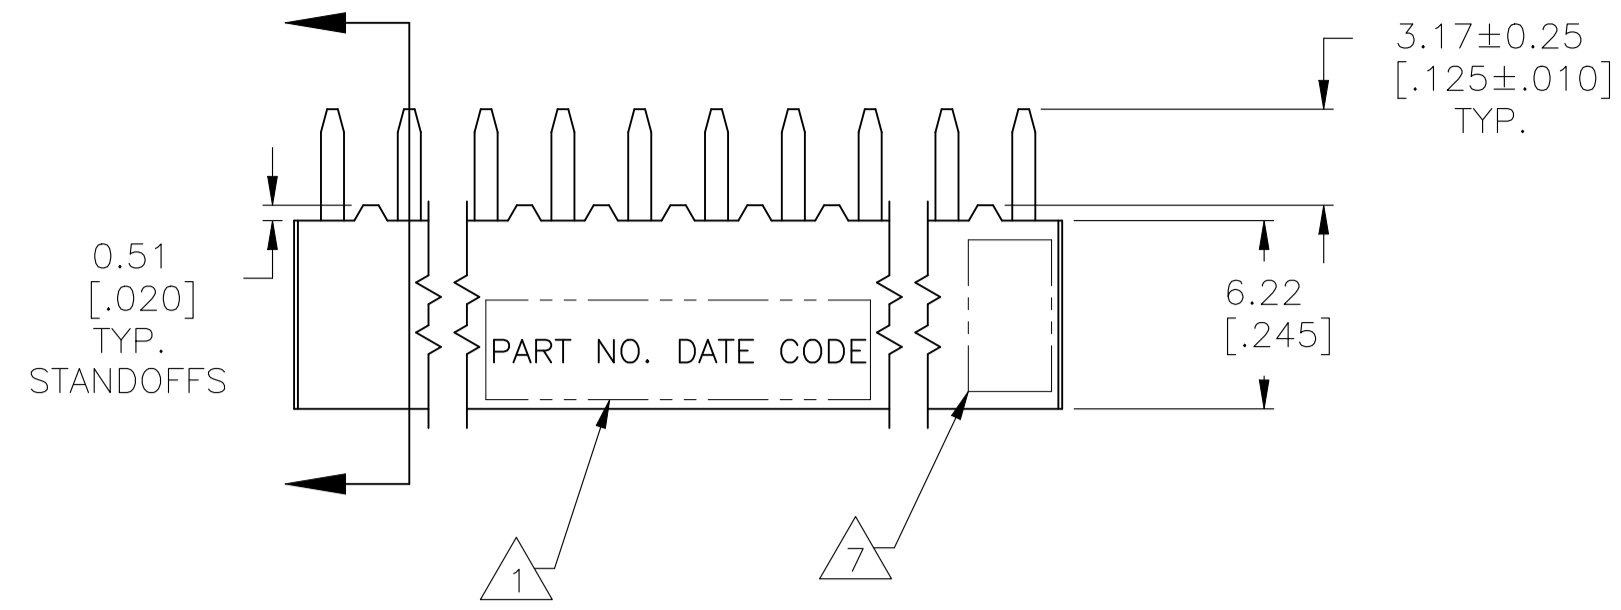 3.17±0.25
[.125±.010]
TYP.
0.51
[.020]
TYP.
STANDOFFS
6.22
[.245]
PART NO. DATE CODE
1
7